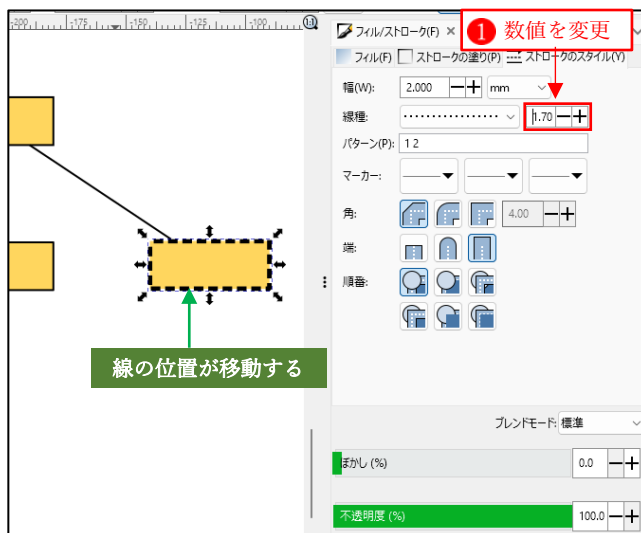 -200 -175 -150 -125 -100 1:1
フィル/ストローク(F) ×
1 数値を変更
フィル(F) ストロークの塗り(P) ストロークのスタイル(Y)
幅(W): 2.000 mm
線種: 1.70
パターン(P): 1 2
マーカー:
角: 4.00
端:
順番:
線の位置が移動する
ブレンドモード: 標準
ぼかし (%) 0.0
不透明度 (%) 100.0